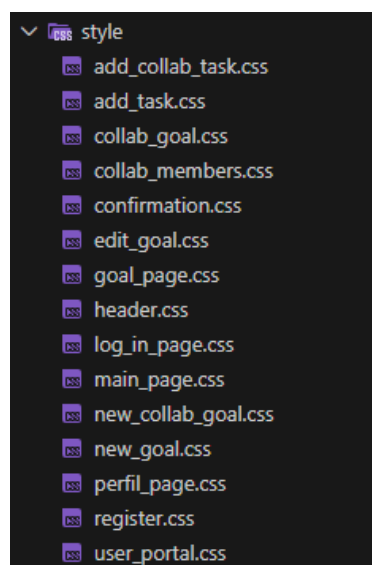 style
add_collab_task.css
add_task.css
collab_goal.css
collab_members.css
confirmation.css
edit_goal.css
goal_page.css
header.css
log_in_page.css
main_page.css
new_collab_goal.css
new_goal.css
perfil_page.css
register.css
user_portal.css